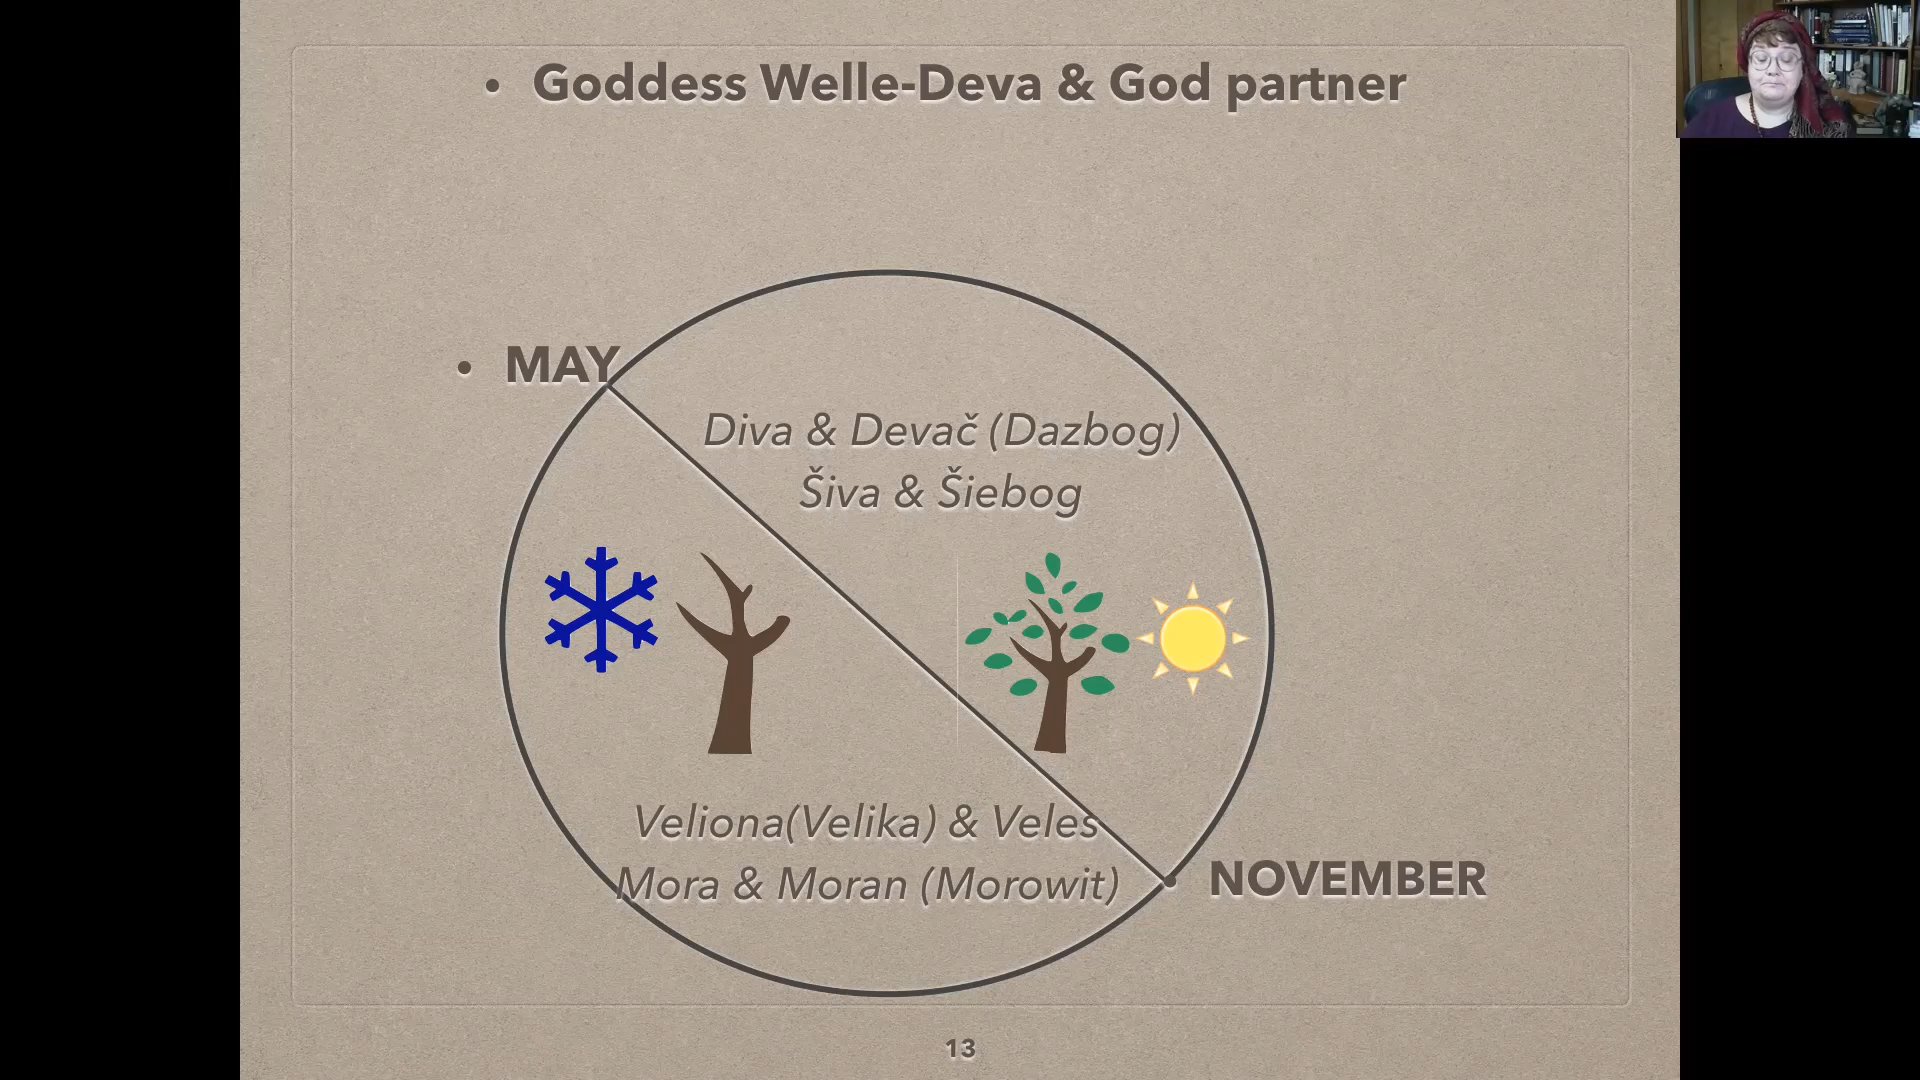 • Goddess Welle-Deva & God partner
• MAY
Diva & Devač (Dazbog)
Šiva & Šiebog
Veliona(Velika) & Veles
Mora & Moran (Morowit)
• NOVEMBER
13